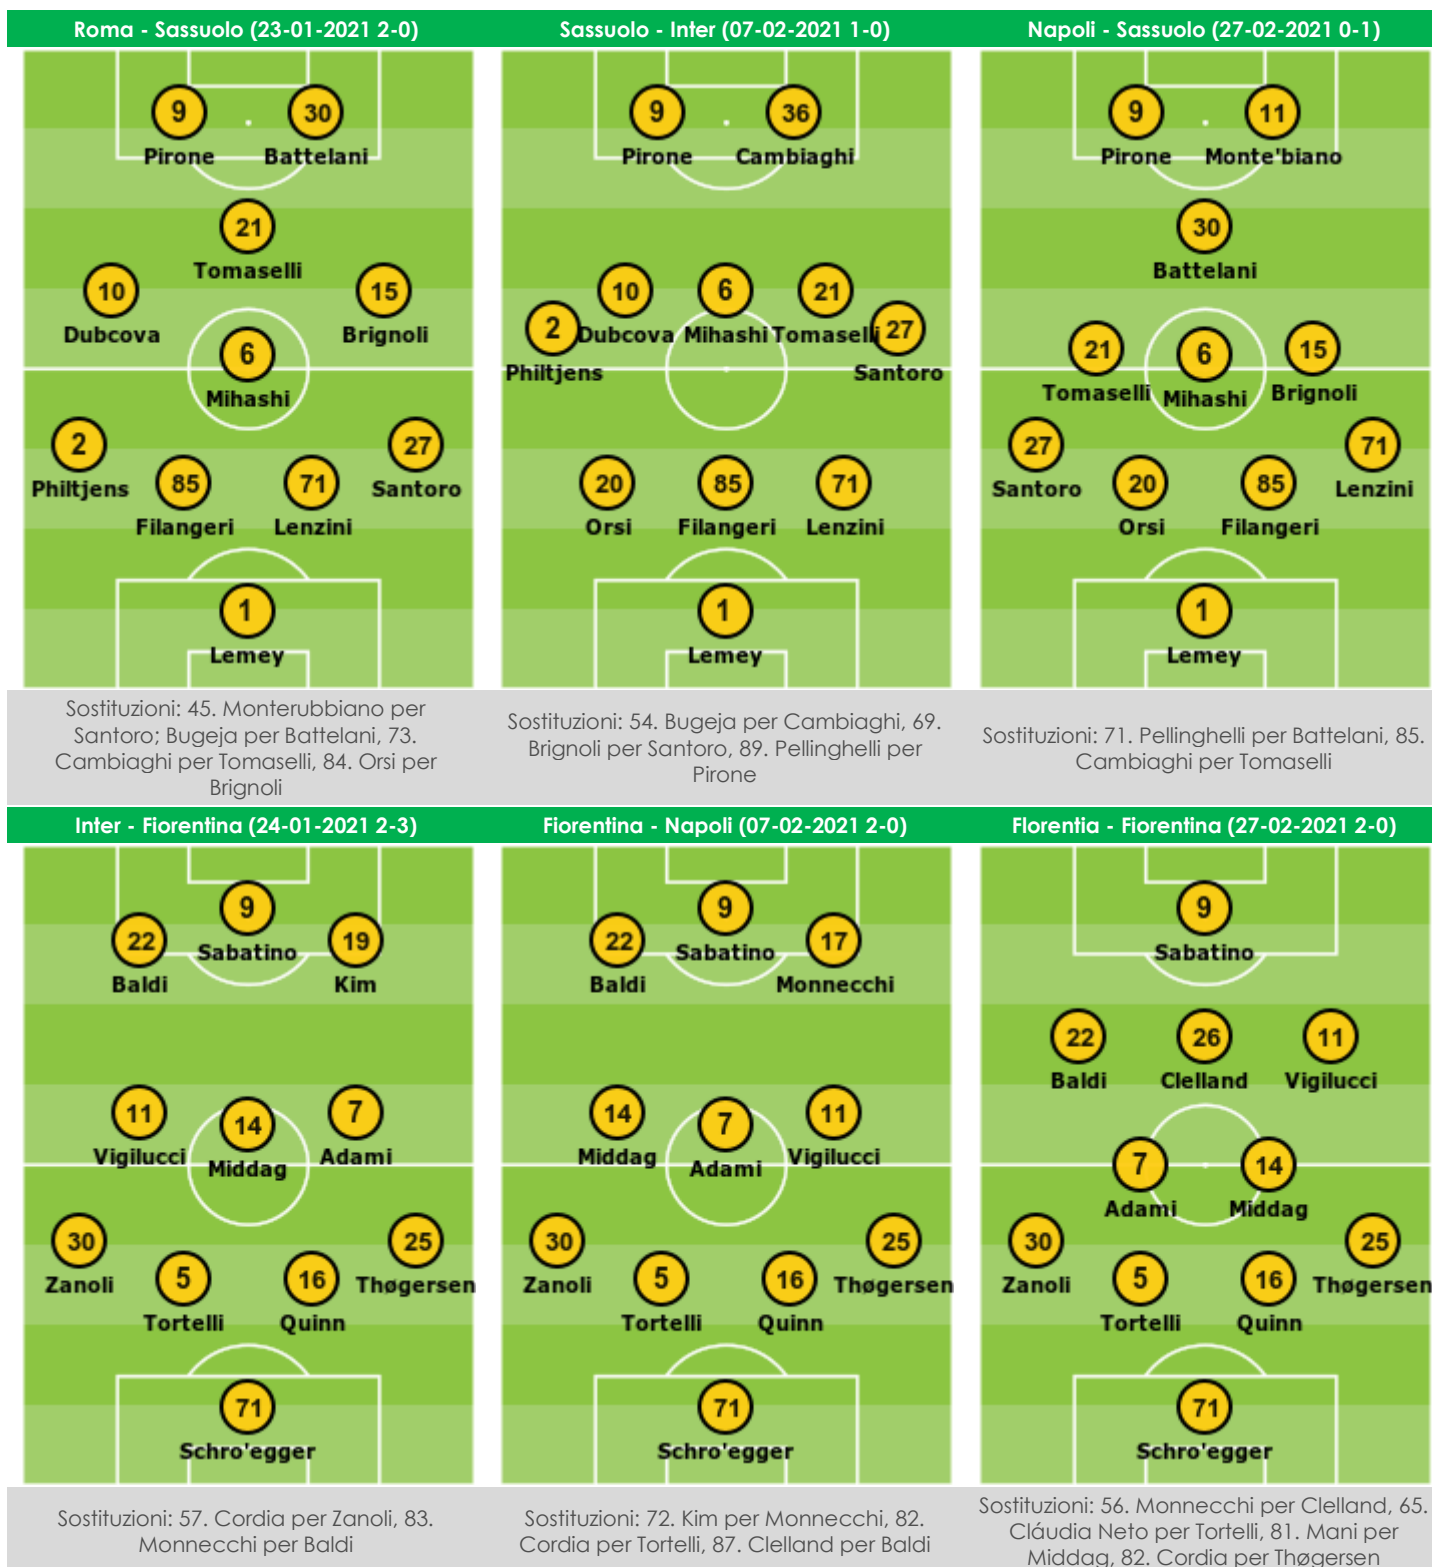 Roma - Sassuolo (23-01-2021 2-0)
9
30
Pirone
Battelani
21
Tomaselli
10
15
Dubcova
Brignoli
6
Mihashi
2
27
Philtjens
85
71
Santoro
Filangeri
Lenzini
1
Lemey
Sostituzioni: 45. Monterubbiano per
Santoro; Bugeja per Battelani, 73.
Cambiaghi per Tomaselli, 84. Orsi per
Brignoli
Sassuolo - Inter (07-02-2021 1-0)
9
36
Pirone
Cambiaghi
10
6
21
2
Dubcova
Mihashi
Tomaselli
27
Philtjens
Santoro
20
85
71
Orsi
Filangeri
Lenzini
1
Lemey
Sostituzioni: 54. Bugeja per Cambiaghi, 69.
Brignoli per Santoro, 89. Pellinghelli per
Pirone
Napoli - Sassuolo (27-02-2021 0-1)
9
11
Pirone
Monte'biano
30
Battelani
21
6
15
Tomaselli
Mihashi
Brignoli
27
71
Santoro
20
85
Lenzini
Orsi
Filangeri
1
Lemey
Sostituzioni: 71. Pellinghelli per Battelani, 85.
Cambiaghi per Tomaselli
Inter - Fiorentina (24-01-2021 2-3)
9
22
Sabatino
19
Baldi
Kim
11
14
7
Vigilucci
Middag
Adami
30
25
Zanoli
5
16
Thøgersen
Tortelli
Quinn
71
Schro'egger
Sostituzioni: 57. Cordia per Zanoli, 83.
Monnecchi per Baldi
Fiorentina - Napoli (07-02-2021 2-0)
9
22
Sabatino
17
Baldi
Monnecchi
14
7
11
Middag
Adami
Vigilucci
30
25
Zanoli
5
16
Thøgersen
Tortelli
Quinn
71
Schro'egger
Sostituzioni: 72. Kim per Monnecchi, 82.
Cordia per Tortelli, 87. Clelland per Baldi
Florentia - Fiorentina (27-02-2021 2-0)
9
Sabatino
22
26
11
Baldi
Clelland
Vigilucci
7
14
Adami
Middag
30
25
Zanoli
5
16
Thøgersen
Tortelli
Quinn
71
Schro'egger
Sostituzioni: 56. Monnecchi per Clelland, 65.
Cláudia Neto per Tortelli, 81. Mani per
Middag, 82. Cordia per Thøgersen